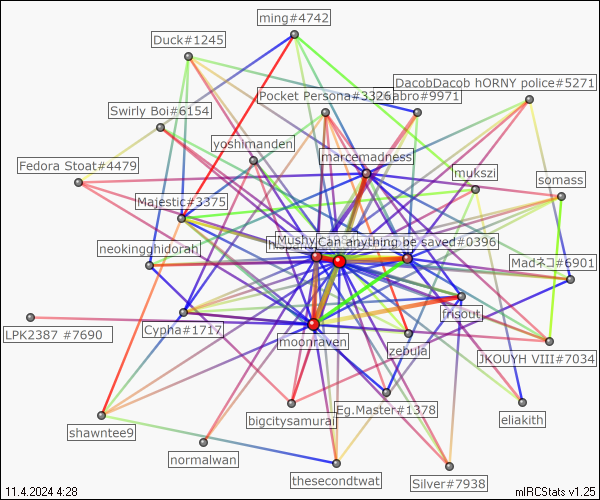 ming#4742
Duck#1245
DacobDacob hORNY police#5271
Pocket Persona#3326
abro#9971
Swirly Boi#6154
yoshimanden
marcemadness
Fedora Stoat#4479
mukszi
somass
Majestic#3375
Mushy
Can anything be saved#0396
neokingghidorah
Madネコ#6901
frisout
LPK2387 #7690
Cypha#1717
moonraven
zebula
JKOUYH VIII#7034
Eg.Master#1378
bigcitysamurai
eliakith
shawntee9
normalwan
thesecondtwat
Silver#7938
11.4.2024 4:28
mIRCStats v1.25